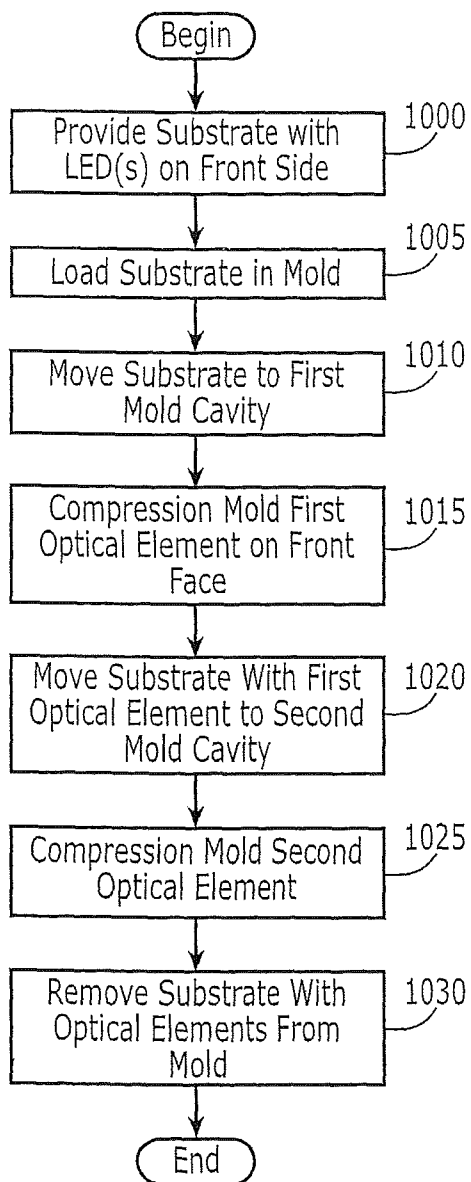 Begin
Provide Substrate with
LED(s) on Front Side
1000
Load Substrate in Mold
1005
Move Substrate to First
Mold Cavity
1010
Compression Mold First
Optical Element on Front
Face
1015
Move Substrate With First
Optical Element to Second
Mold Cavity
1020
Compression Mold Second
Optical Element
1025
Remove Substrate With
Optical Elements From
Mold
1030
End